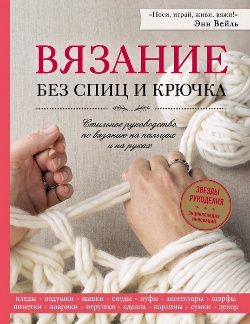 «Носи, играй, живи, вяжи!»
Энн Вейль
ВЯЗАНИЕ
БЕЗ СПИЦ И КРЮЧКА
Стильное руководство
по вязанию на пальцах
и на руках
ЗВЕЗДЫ
РУКОДЕЛИЯ
пледы • подушки • шапки • снуды • пуфы • аксессуары • шарфы
пинетки • коврики • игрушки • одеяла • корзины • сумки • декор